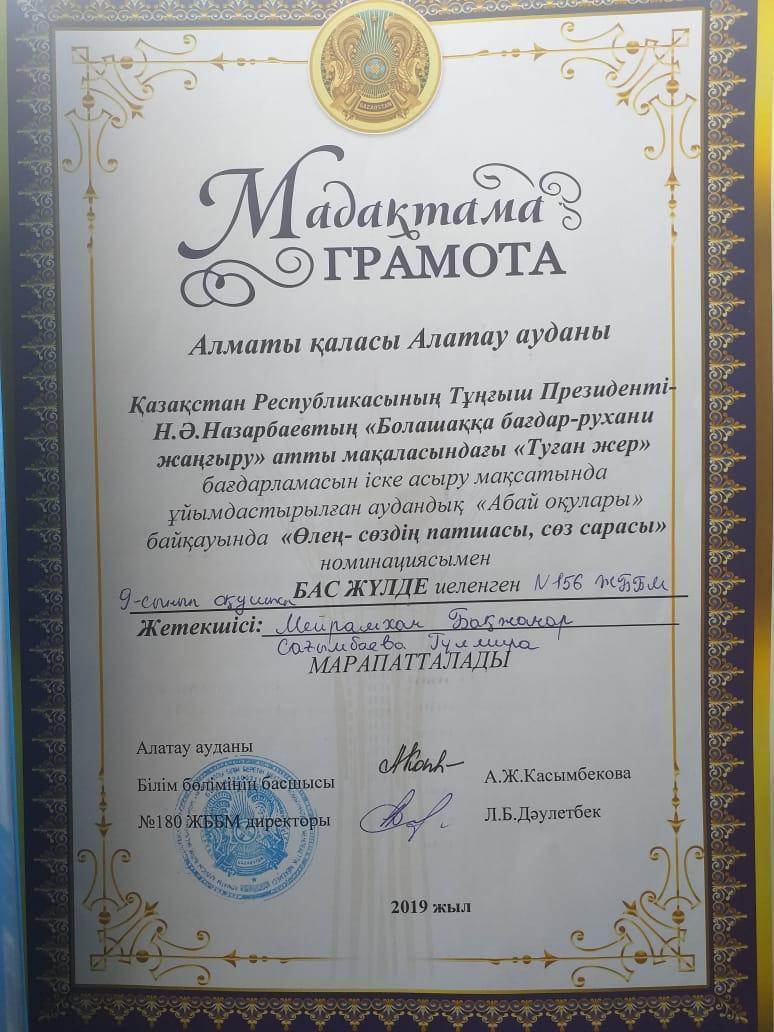 QAZAQSTAN
Мадақтама
ГРАМОТА
Алматы қаласы Алатау ауданы
Қазақстан Республикасының Тұңғыш Президенті-
Н.Ә.Назарбаевтың «Болашаққа бағдар-рухани
жаңғыру» атты мақаласындағы «Туған жер»
бағдарламасын іске асыру мақсатында
ұйымдастырылған аудандық «Абай оқулары»
байқауында «Өлең- сөздің патшасы, сөз сарасы»
номинациясымен
БАС ЖҮЛДЕ иеленген N156 ЖББМ
9-сынып оқушысы
Жетекшісі: Мейрамхан Бақжанар
Сағымбаева Гүлмира
МАРАПАТТАЛАДЫ
Алатау ауданы
Білім бөлімінің басшысы А.Ж.Касымбекова
№180 ЖББМ директоры Л.Б.Дәулетбек
2019 жыл